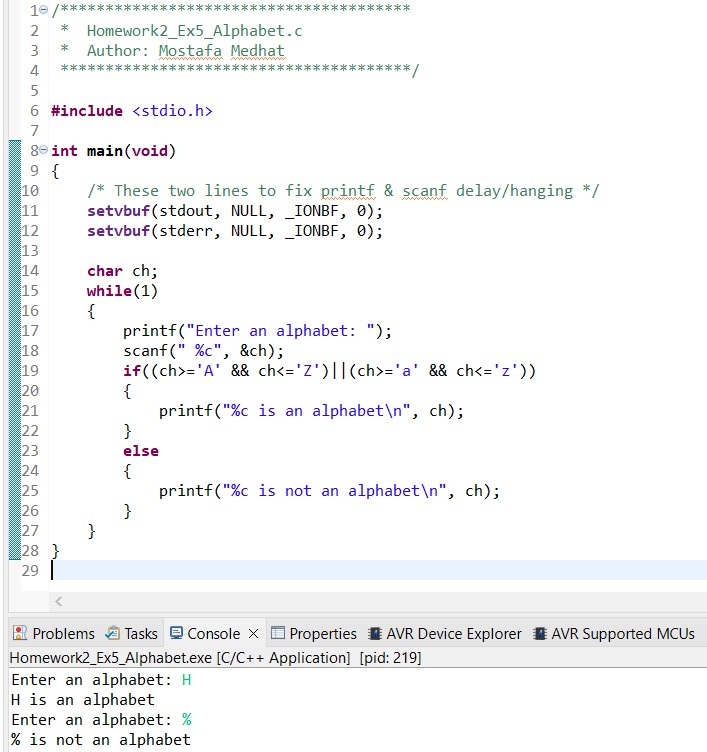 1 /***************************************
2  *  Homework2_Ex5_Alphabet.c
3  *  Author: Mostafa Medhat
4  ***************************************/
5
6 #include <stdio.h>
7
8 int main(void)
9 {
10     /* These two lines to fix printf & scanf delay/hanging */
11     setvbuf(stdout, NULL, _IONBF, 0);
12     setvbuf(stderr, NULL, _IONBF, 0);
13
14     char ch;
15     while(1)
16     {
17         printf("Enter an alphabet: ");
18         scanf(" %c", &ch);
19         if((ch>='A' && ch<='Z')||(ch>='a' && ch<='z'))
20         {
21             printf("%c is an alphabet\n", ch);
22         }
23         else
24         {
25             printf("%c is not an alphabet\n", ch);
26         }
27     }
28 }
29
Problems Tasks Console Properties AVR Device Explorer AVR Supported MCUs
Homework2_Ex5_Alphabet.exe [C/C++ Application] [pid: 219]
Enter an alphabet: H
H is an alphabet
Enter an alphabet: %
% is not an alphabet